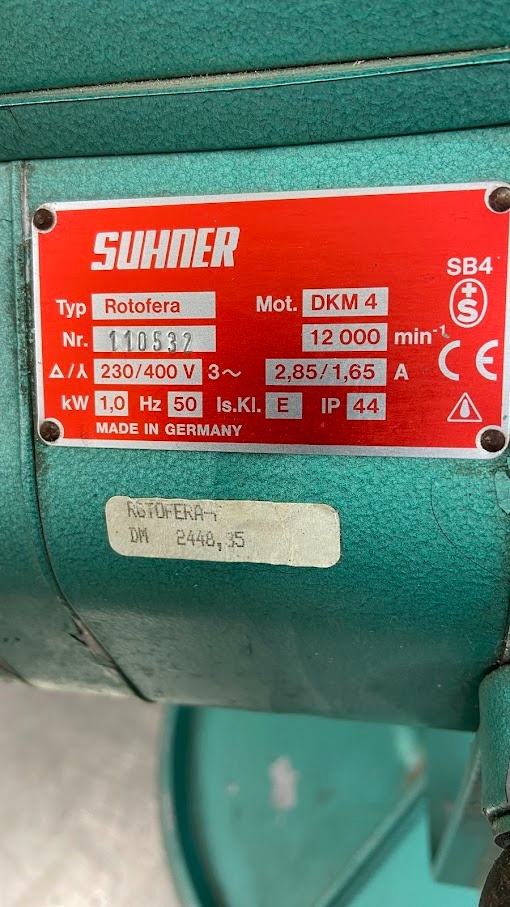 SUHNER
SB4
+S
Typ Rotofera Mot. DKM 4
Nr. 110532 12 000 min⁻¹
Δ/⅄ 230/400 V 3~ 2,85/1,65 A
CE
kW 1,0 Hz 50 Is.Kl. E IP 44
MADE IN GERMANY
ROTOFERA-
DM 2448,35